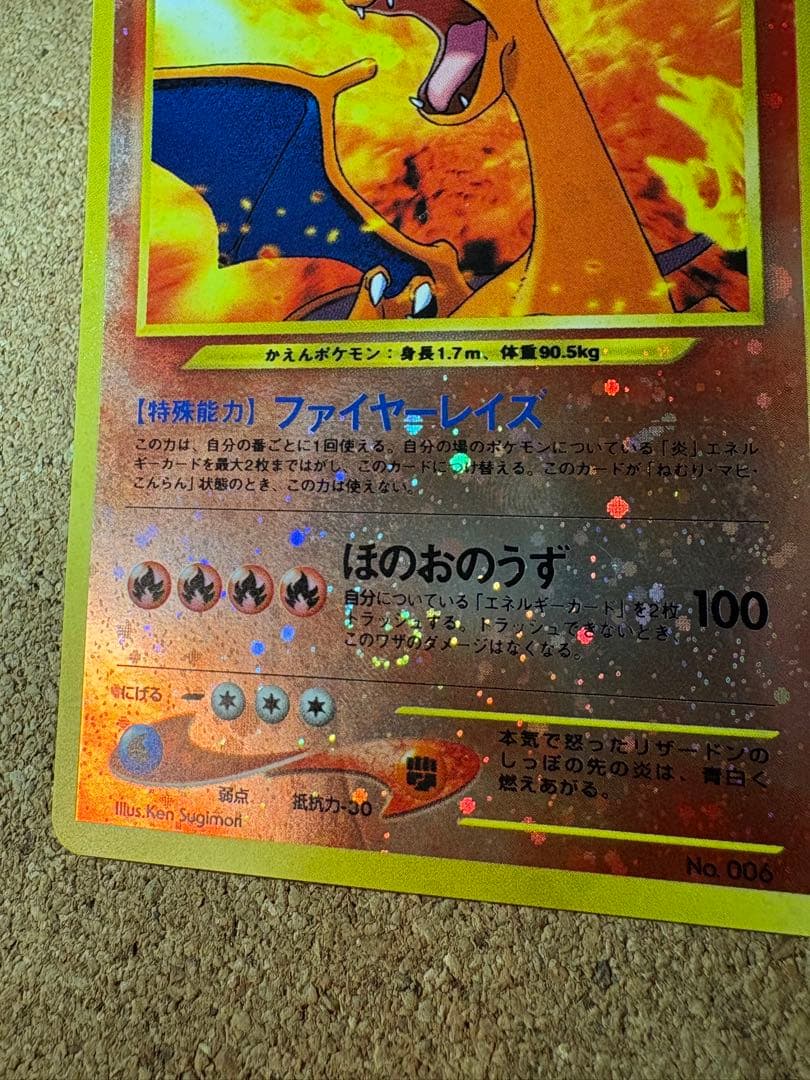 かえんポケモン：身長1.7m、体重90.5kg
【特殊能力】ファイヤーレイズ
この力は、自分の番ごとに1回使える。自分の場のポケモンについている「炎」エネル
ギーカードを最大2枚まではがし、このカードにつけ替える。このカードが「ねむり・マヒ・
こんらん」状態のとき、この力は使えない。
ほのおのうず
自分についている「エネルギーカード」を2枚
トラッシュする。トラッシュできないとき、
このワザのダメージはなくなる。
100
にげる
弱点
抵抗力-30
本気で怒ったリザードンの
しっぽの先の炎は、青白く
燃えあがる。
Illus.Ken Sugimori
No. 006